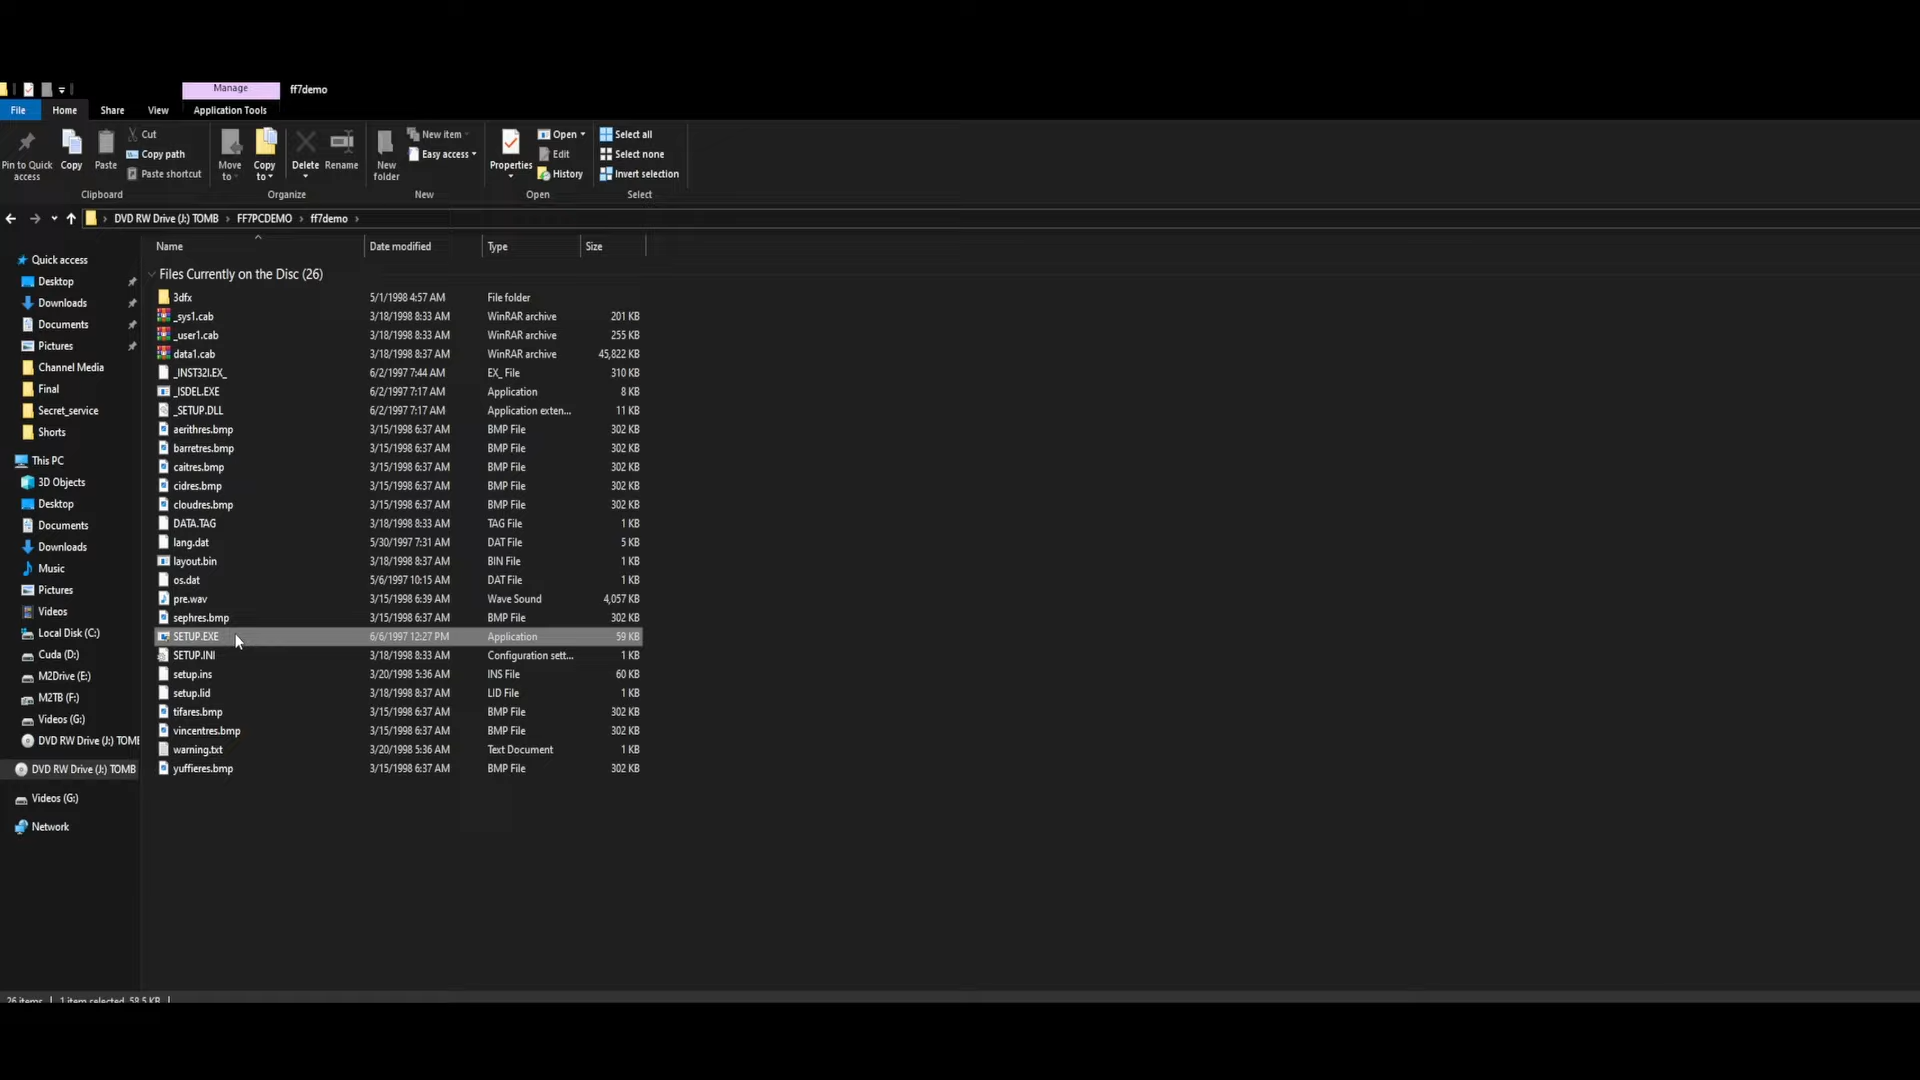 Manage
ff7demo
File
Home
Share
View
Application Tools
Pin to Quick access
Copy
Paste
Cut
Copy path
Paste shortcut
Clipboard
Move to
Copy to
Delete
Rename
Organize
New folder
New item
Easy access
New
Properties
Open
Edit
History
Open
Select all
Select none
Invert selection
Select
DVD RW Drive (J:) TOMB › FF7PCDEMO › ff7demo ›
Name Date modified Type Size
Files Currently on the Disc (26)
3dfx 5/1/1998 4:57 AM File folder
_sys1.cab 3/18/1998 8:33 AM WinRAR archive 201 KB
_user1.cab 3/18/1998 8:33 AM WinRAR archive 255 KB
data1.cab 3/18/1998 8:37 AM WinRAR archive 45,822 KB
_INST32I.EX_ 6/2/1997 7:44 AM EX_ File 310 KB
_ISDEL.EXE 6/2/1997 7:17 AM Application 8 KB
_SETUP.DLL 6/2/1997 7:17 AM Application exten... 11 KB
aerithres.bmp 3/15/1998 6:37 AM BMP File 302 KB
barretres.bmp 3/15/1998 6:37 AM BMP File 302 KB
caitres.bmp 3/15/1998 6:37 AM BMP File 302 KB
cidres.bmp 3/15/1998 6:37 AM BMP File 302 KB
cloudres.bmp 3/15/1998 6:37 AM BMP File 302 KB
DATA.TAG 3/18/1998 8:33 AM TAG File 1 KB
lang.dat 5/30/1997 7:31 AM DAT File 5 KB
layout.bin 3/18/1998 8:37 AM BIN File 1 KB
os.dat 5/6/1997 10:15 AM DAT File 1 KB
pre.wav 3/15/1998 6:39 AM Wave Sound 4,057 KB
sephres.bmp 3/15/1998 6:37 AM BMP File 302 KB
SETUP.EXE 6/6/1997 12:27 PM Application 59 KB
SETUP.INI 3/18/1998 8:33 AM Configuration sett... 1 KB
setup.ins 3/20/1998 5:36 AM INS File 60 KB
setup.lid 3/18/1998 8:37 AM LID File 1 KB
tifares.bmp 3/15/1998 6:37 AM BMP File 302 KB
vincentres.bmp 3/15/1998 6:37 AM BMP File 302 KB
warning.txt 3/20/1998 5:36 AM Text Document 1 KB
yuffieres.bmp 3/15/1998 6:37 AM BMP File 302 KB
Quick access
Desktop
Downloads
Documents
Pictures
Channel Media
Final
Secret_service
Shorts
This PC
3D Objects
Desktop
Documents
Downloads
Music
Pictures
Videos
Local Disk (C:)
Cuda (D:)
M2Drive (E:)
M2TB (F:)
Videos (G:)
DVD RW Drive (J:) TOMB
DVD RW Drive (J:) TOMB
Videos (G:)
Network
26 items | 1 item selected 58.5 KB |